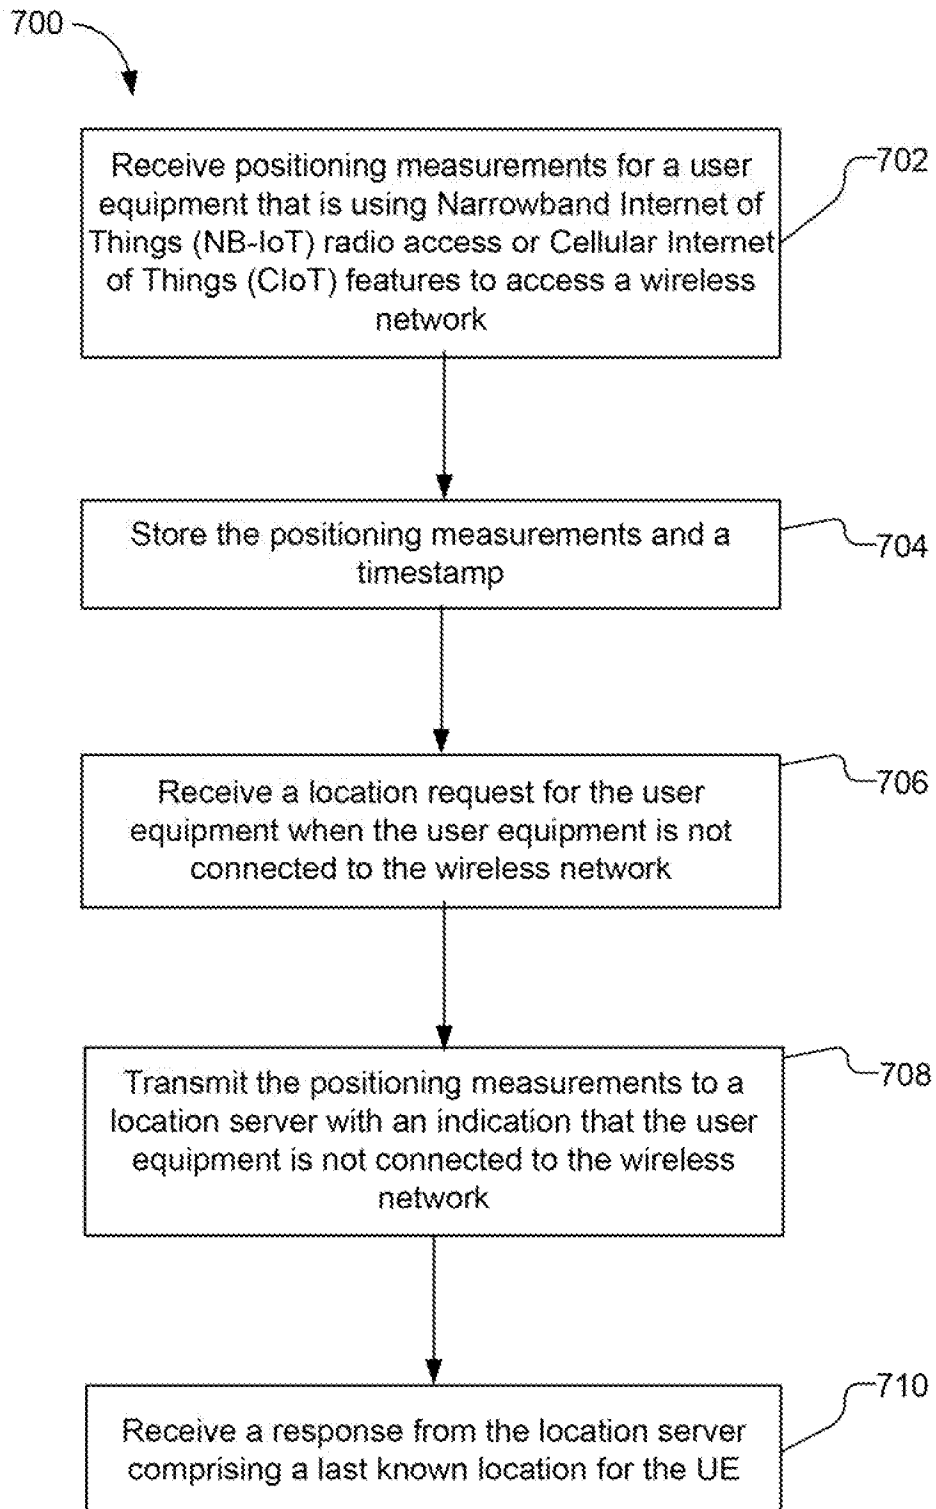 700
Receive positioning measurements for a user
equipment that is using Narrowband Internet of
Things (NB-IoT) radio access or Cellular Internet
of Things (CIoT) features to access a wireless
network
702
Store the positioning measurements and a
timestamp
704
Receive a location request for the user
equipment when the user equipment is not
connected to the wireless network
706
Transmit the positioning measurements to a
location server with an indication that the user
equipment is not connected to the wireless
network
708
Receive a response from the location server
comprising a last known location for the UE
710